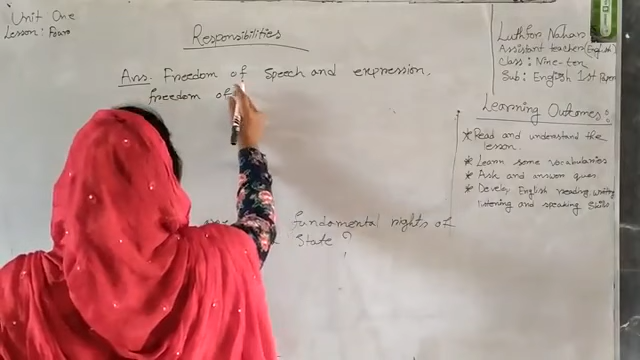 Unit One
Lesson:
Responsibilities
Ans. Freedom of Speech and expression,
freedom of
fundamental rights of
State ?
Luthfor Nahar
Assistant teacher (English)
Class : Nine-ten
Sub: English 1st Paper
Learning Outcomes:
* Read and understand the
lesson.
* Learn some vocabularies
* Ask and answer ques
* Develop English reading, writing
listening and speaking skills